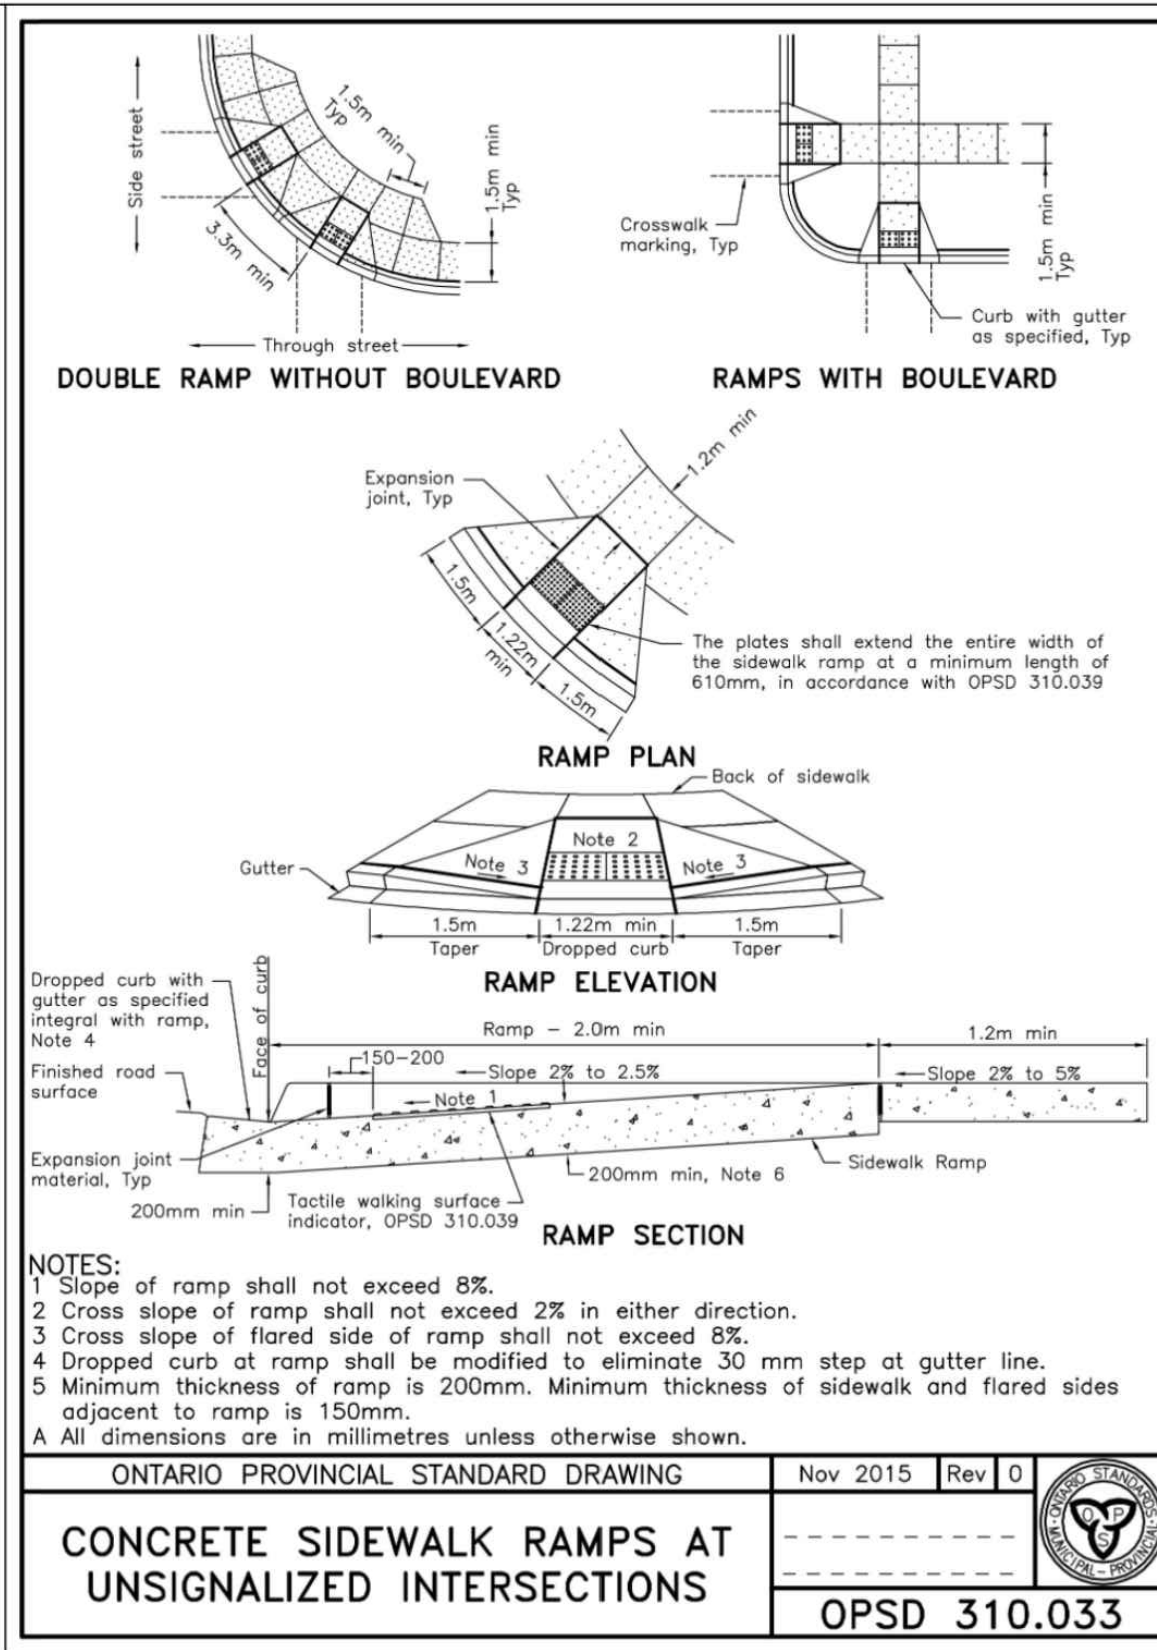 Side street
1.5m min
Typ
1.5m min
Typ
3.3m min
Through street
DOUBLE RAMP WITHOUT BOULEVARD
Crosswalk
marking, Typ
1.5m min
Typ
Curb with gutter
as specified, Typ
RAMPS WITH BOULEVARD
Expansion
joint, Typ
1.2m min
1.5m
1.22m
min
1.5m
The plates shall extend the entire width of
the sidewalk ramp at a minimum length of
610mm, in accordance with OPSD 310.039
RAMP PLAN
Back of sidewalk
Gutter
Note 3
Note 2
Note 3
1.5m
Taper
1.22m min
Dropped curb
1.5m
Taper
RAMP ELEVATION
Dropped curb with
gutter as specified
integral with ramp,
Note 4
Face of curb
Ramp – 2.0m min
1.2m min
Finished road
surface
150–200
Slope 2% to 2.5%
Slope 2% to 5%
Note 1
Expansion joint
material, Typ
200mm min
Tactile walking surface
indicator, OPSD 310.039
200mm min, Note 6
Sidewalk Ramp
RAMP SECTION
NOTES:
1 Slope of ramp shall not exceed 8%.
2 Cross slope of ramp shall not exceed 2% in either direction.
3 Cross slope of flared side of ramp shall not exceed 8%.
4 Dropped curb at ramp shall be modified to eliminate 30 mm step at gutter line.
5 Minimum thickness of ramp is 200mm. Minimum thickness of sidewalk and flared sides
adjacent to ramp is 150mm.
A All dimensions are in millimetres unless otherwise shown.
ONTARIO PROVINCIAL STANDARD DRAWING
Nov 2015
Rev 0
CONCRETE SIDEWALK RAMPS AT
UNSIGNALIZED INTERSECTIONS
ONTARIO STANDARDS
MUNICIPAL – PROVINCIAL
O P
S
OPSD 310.033